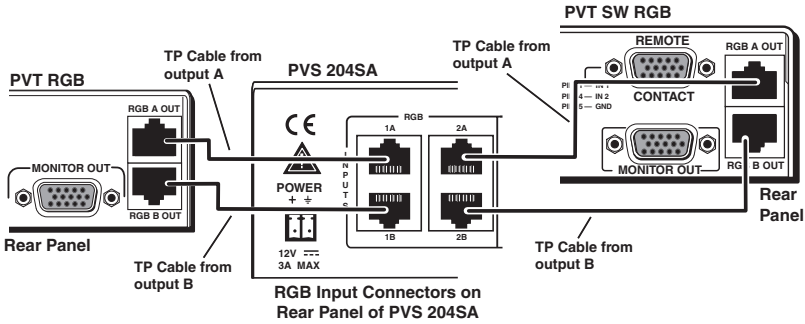 PVT SW RGB
REMOTE
RGB A OUT
TP Cable from
output A
TP Cable from
output A
PVS 204SA
PVT RGB
RGB A OUT
RGB
1A
2A
CE
IN 2
4
5
GND
CONTACT
INPUTS
POWER
+
MONITOR OUT
RGB B OUT
MONITOR OUT
RGB B OUT
Rear
Panel
Rear Panel
1B
2B
12V
3A MAX
TP Cable from
output B
TP Cable from
output B
RGB Input Connectors on
Rear Panel of PVS 204SA